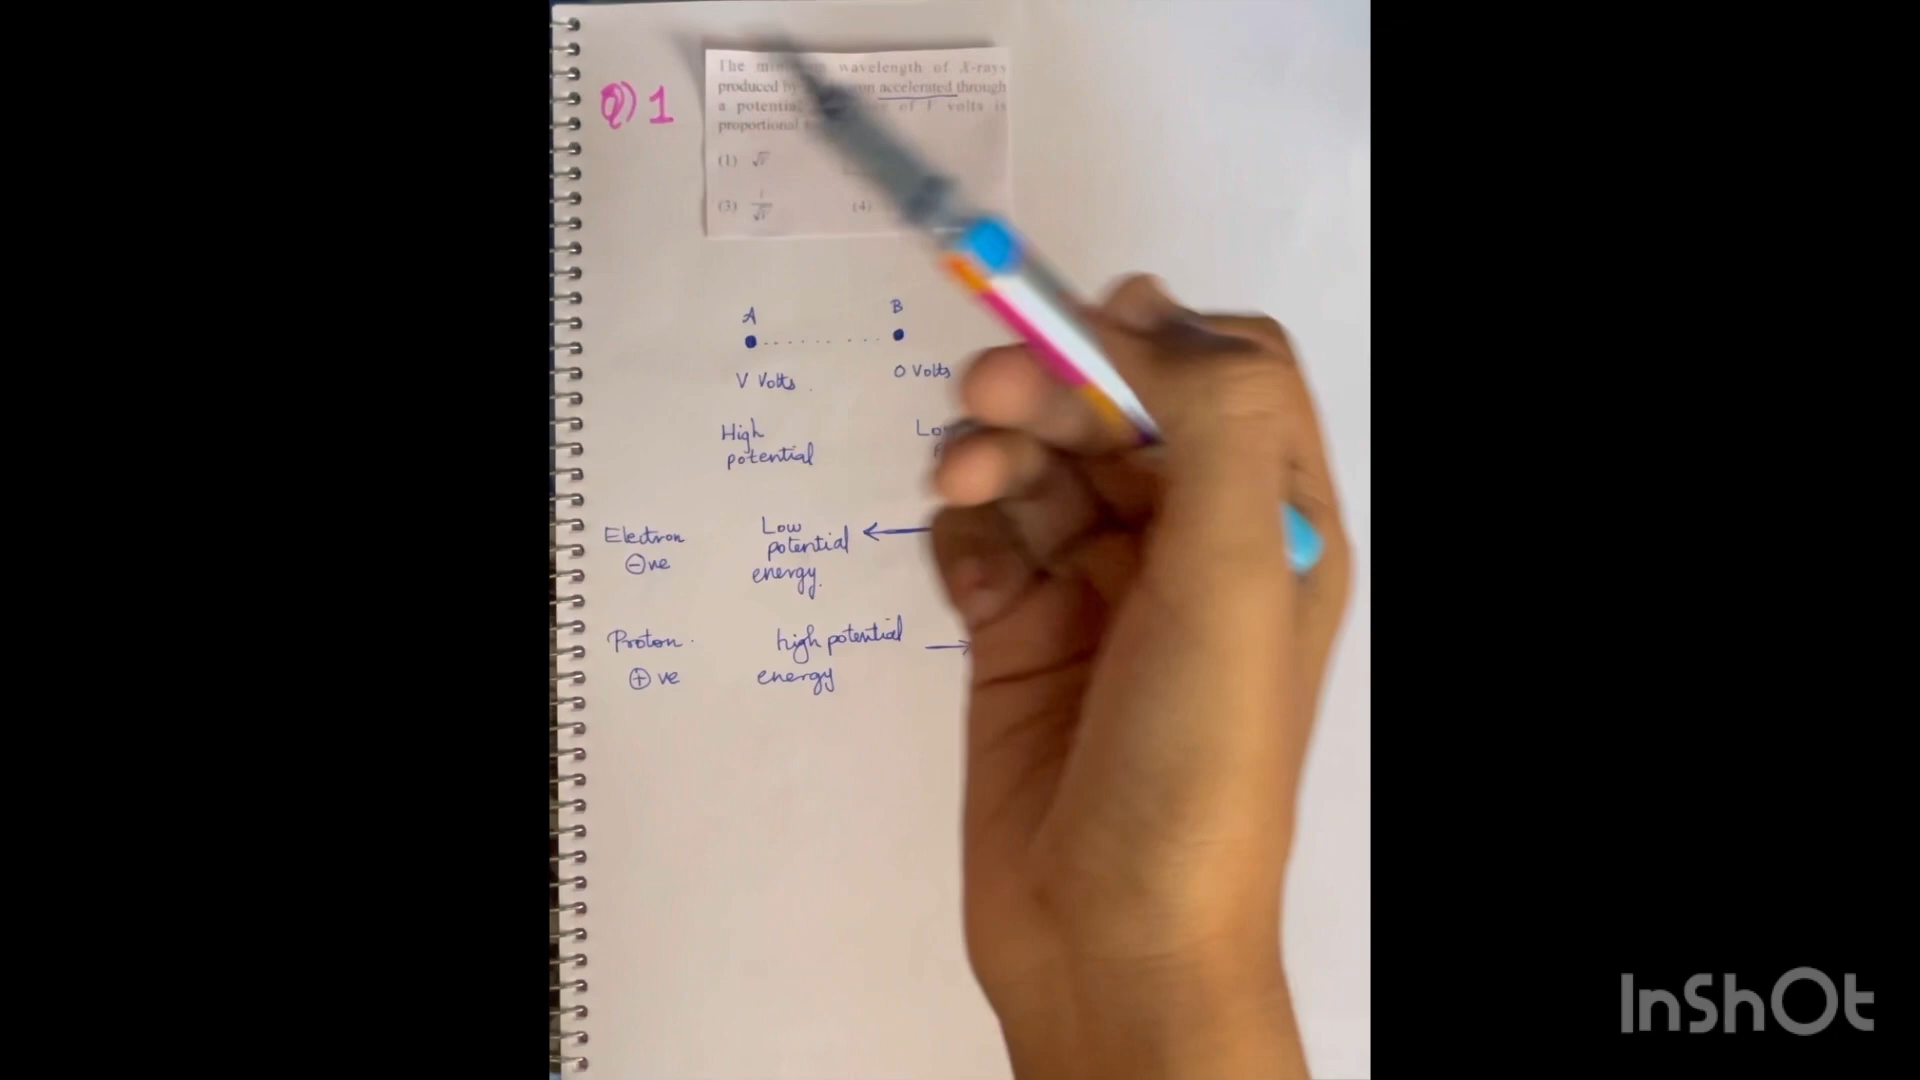 Q) 1
The wavelength of X-rays
produced by accelerated through
a of V volts is
proportional
(1) √V
(3) 1/√V (4)
A B
V Volts 0 Volts
High
potential
Electron Low
⊖ve potential
energy.
Proton. high potential
⊕ ve energy
InShOt